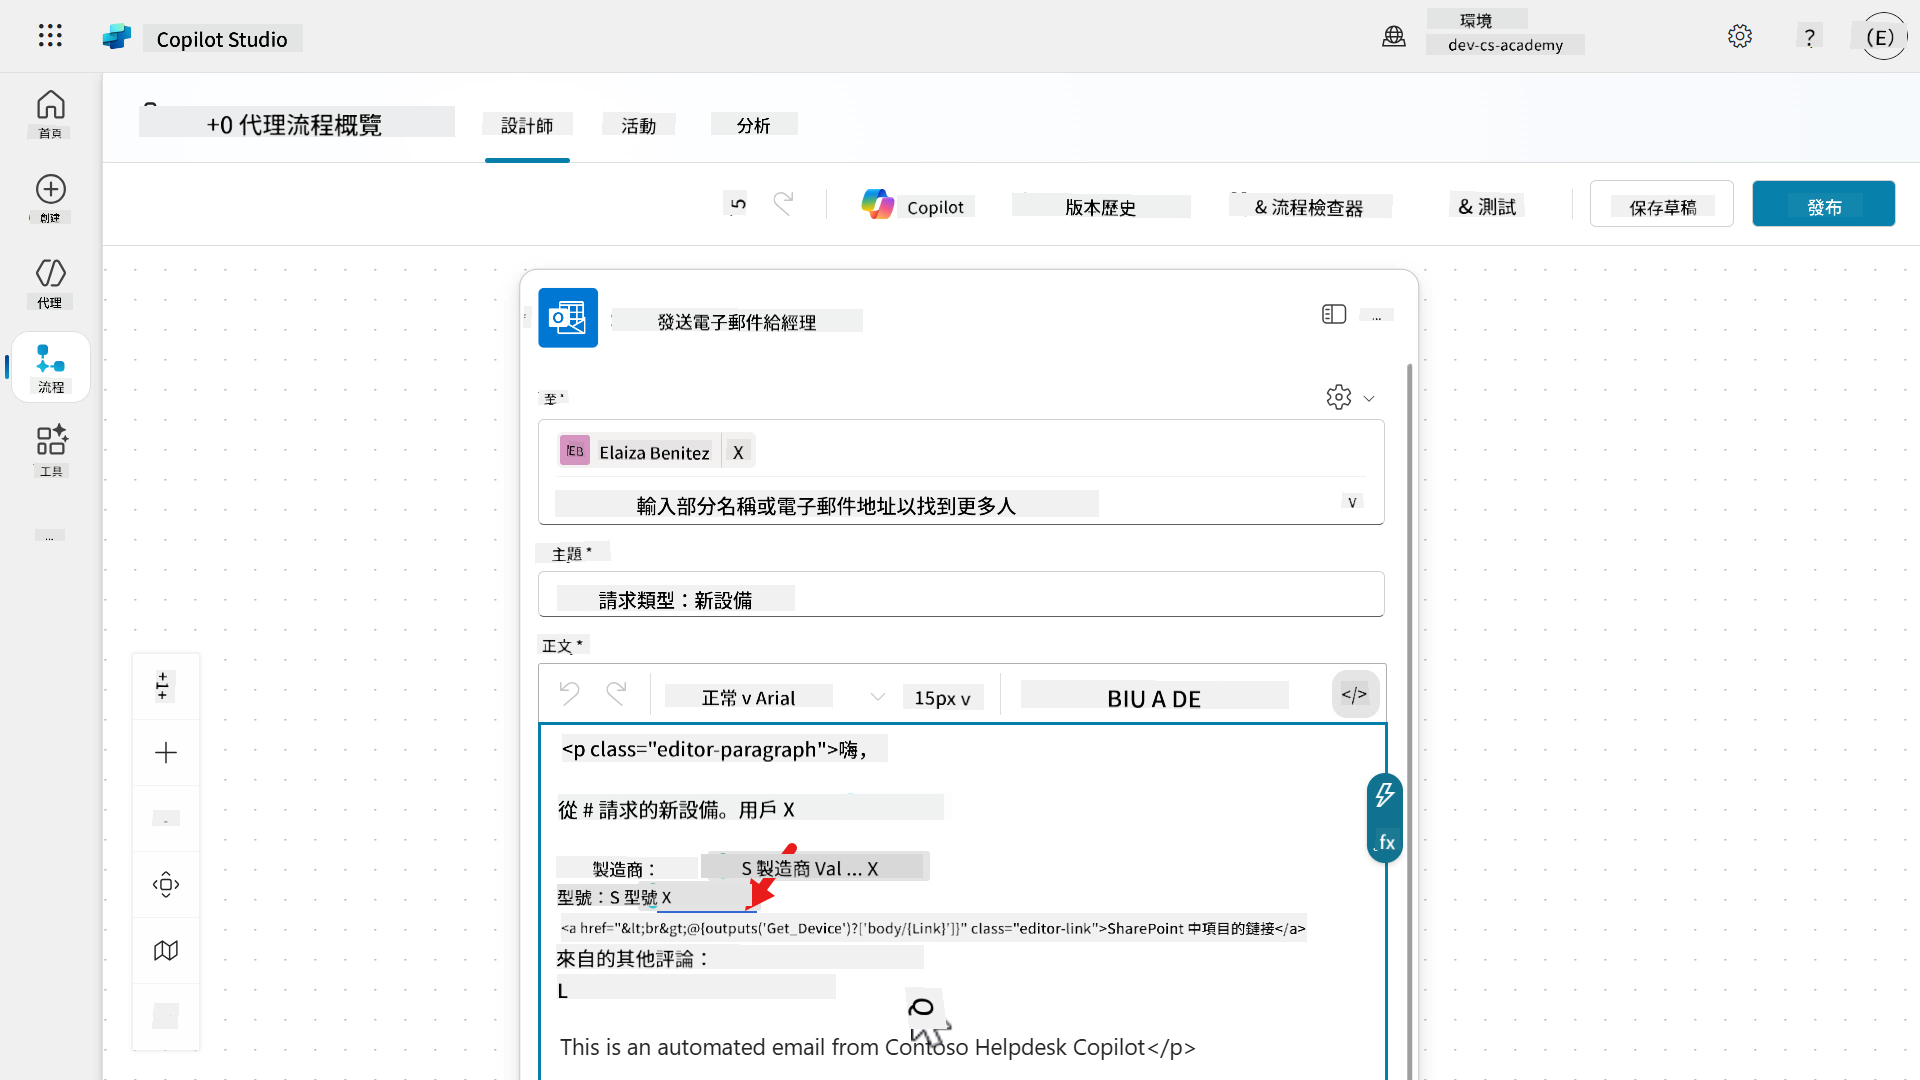 Copilot Studio
環境
dev-cs-academy
?
(E)
首頁
+0 代理流程概覽
設計師
活動
分析
創建
5
Copilot
版本歷史
& 流程檢查器
& 測試
保存草稿
發布
代理
流程
工具
...
發送電子郵件給經理
...
至 *
EB
Elaiza Benitez
X
輸入部分名稱或電子郵件地址以找到更多人
v
主題 *
請求類型：新設備
正文 *
正常 v Arial
15px v
BIU A DE
</>
<p class="editor-paragraph">嗨,
從 # 請求的新設備。用戶 X
製造商：
S 製造商 Val ... X
型號：S 型號 X
<a href="&lt;br&gt;@{outputs('Get_Device')?['body/{Link}']}" class="editor-link">SharePoint 中項目的鏈接</a>
來自的其他評論：
L
This is an automated email from Contoso Helpdesk Copilot</p>
fx